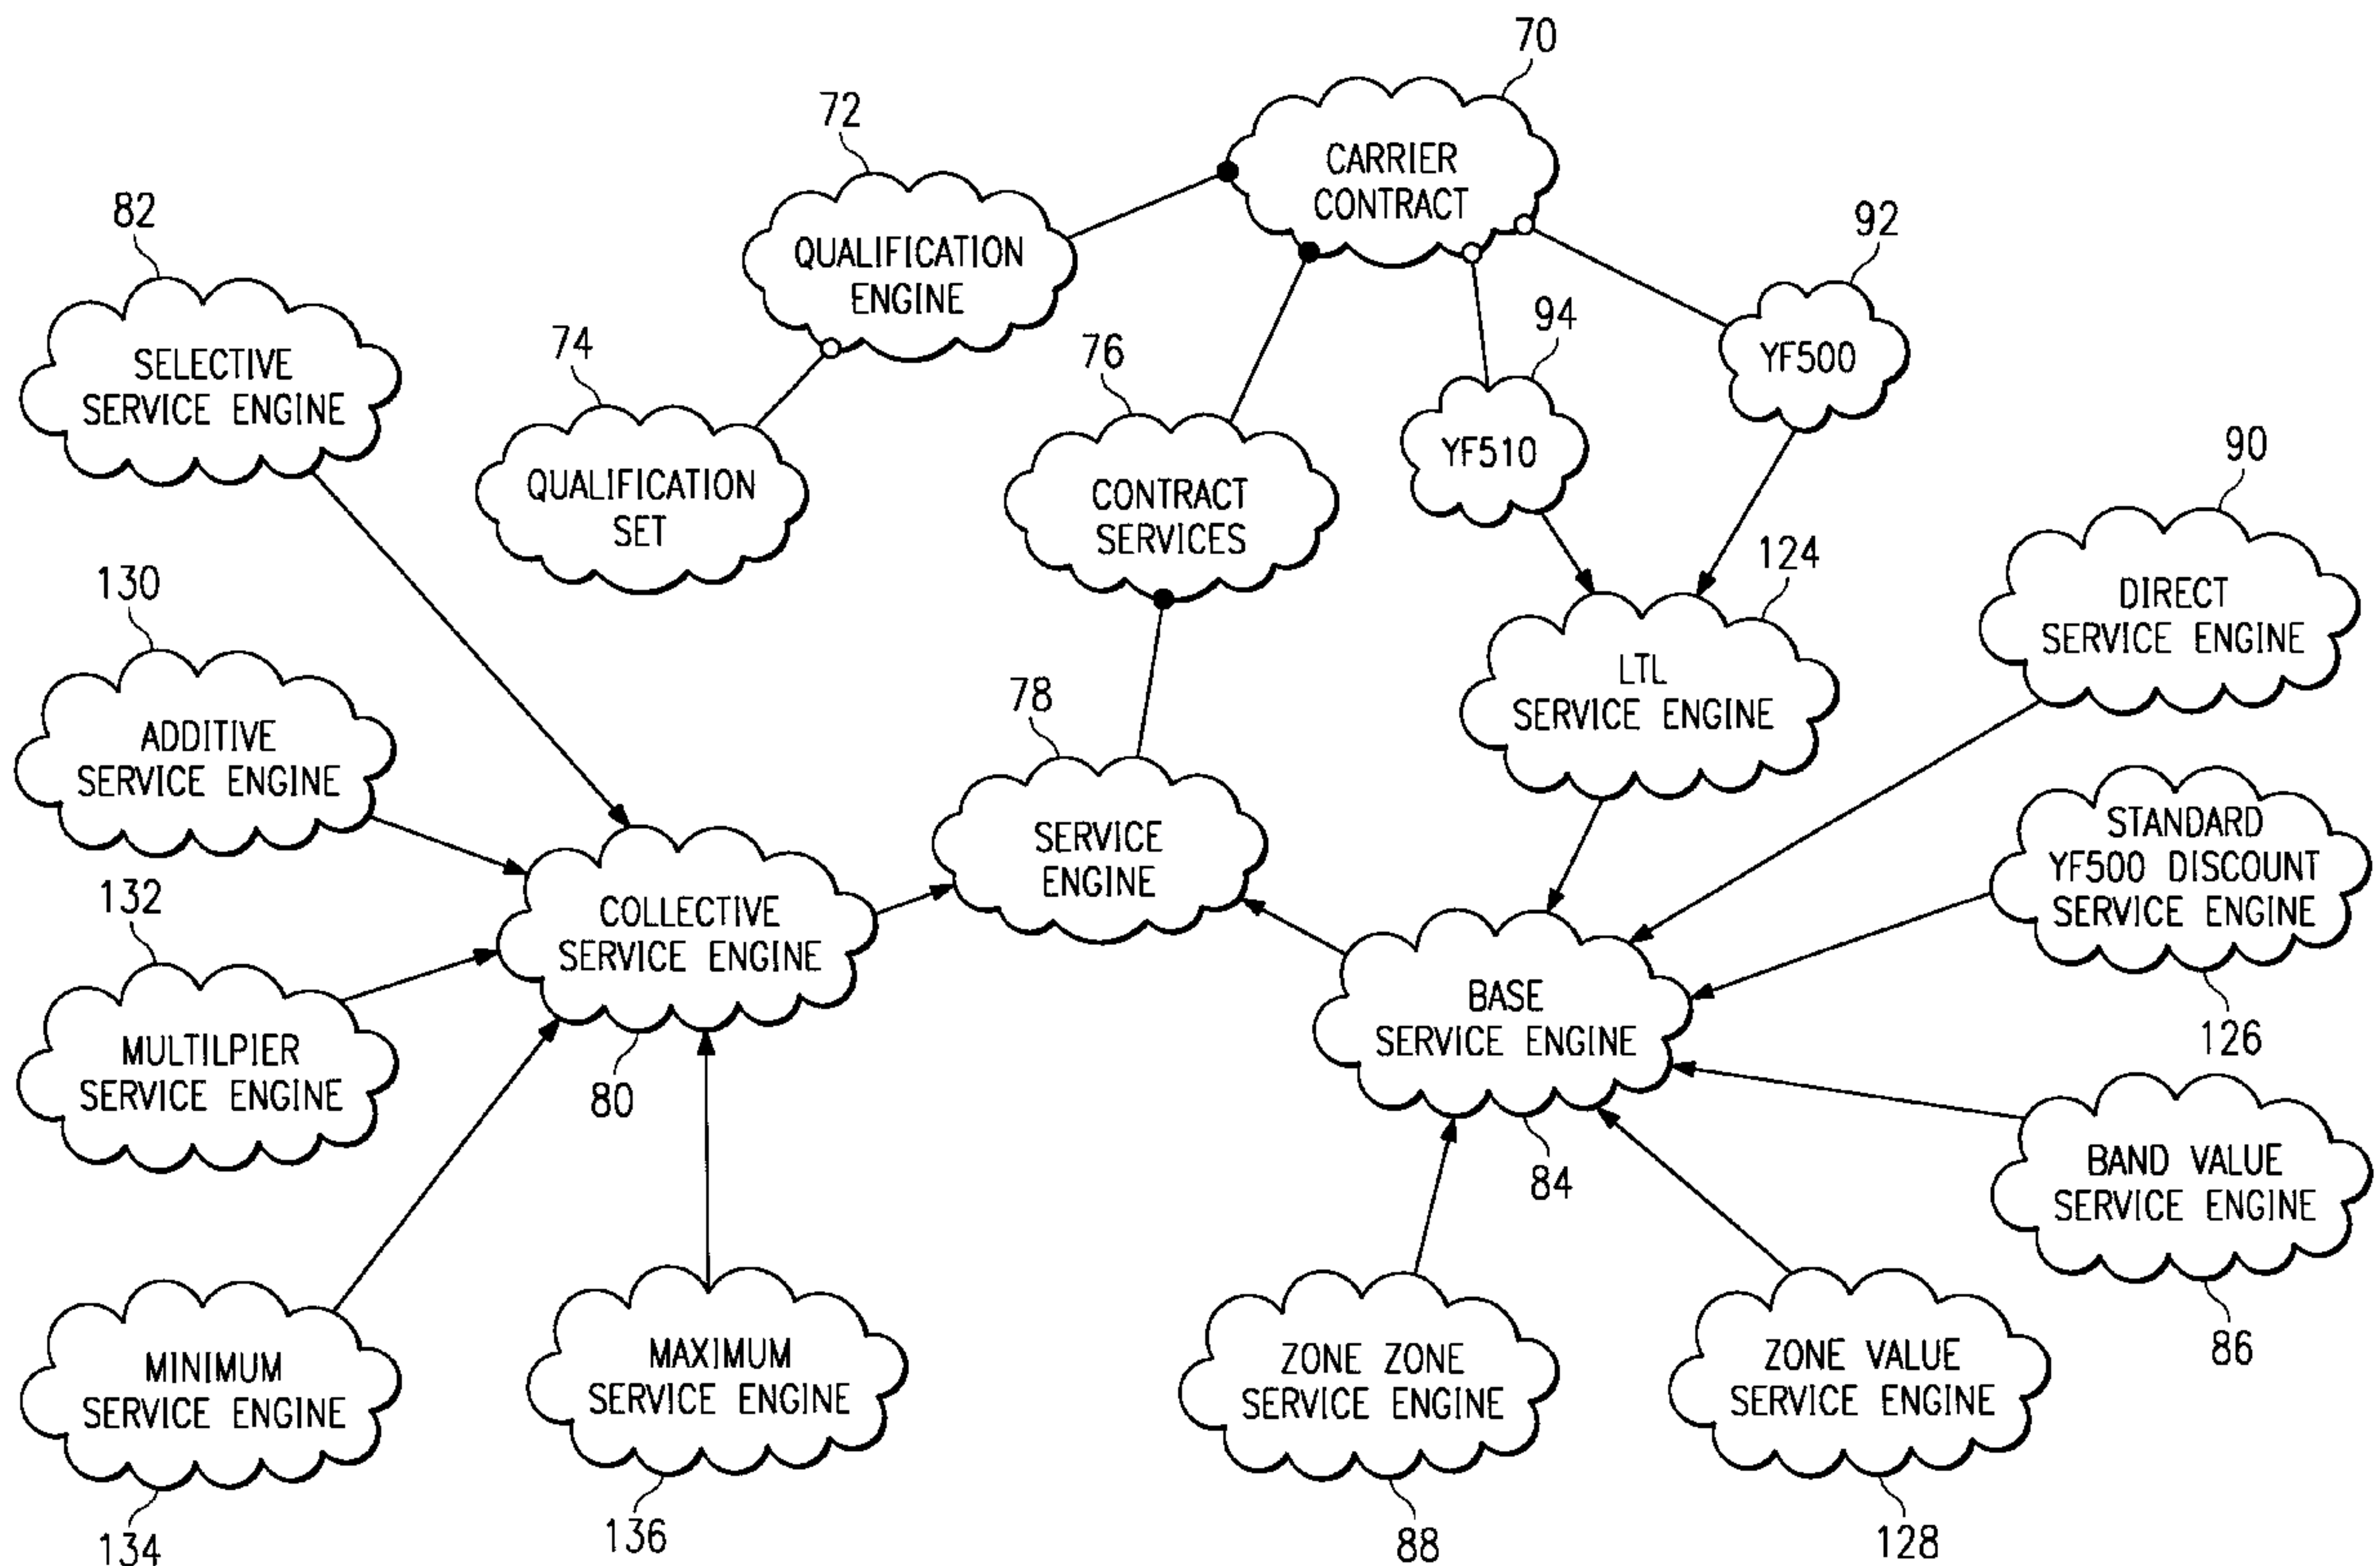 70
CARRIER
CONTRACT
72
QUALIFICATION
ENGINE
92
YF500
82
SELECTIVE
SERVICE ENGINE
74
QUALIFICATION
SET
76
CONTRACT
SERVICES
94
YF510
90
DIRECT
SERVICE ENGINE
124
LTL
SERVICE ENGINE
130
ADDITIVE
SERVICE ENGINE
78
SERVICE
ENGINE
STANDARD
YF500 DISCOUNT
SERVICE ENGINE
126
132
MULTILPIER
SERVICE ENGINE
COLLECTIVE
SERVICE ENGINE
80
BASE
SERVICE ENGINE
84
BAND VALUE
SERVICE ENGINE
86
MINIMUM
SERVICE ENGINE
134
MAXIMUM
SERVICE ENGINE
136
ZONE ZONE
SERVICE ENGINE
88
ZONE VALUE
SERVICE ENGINE
128